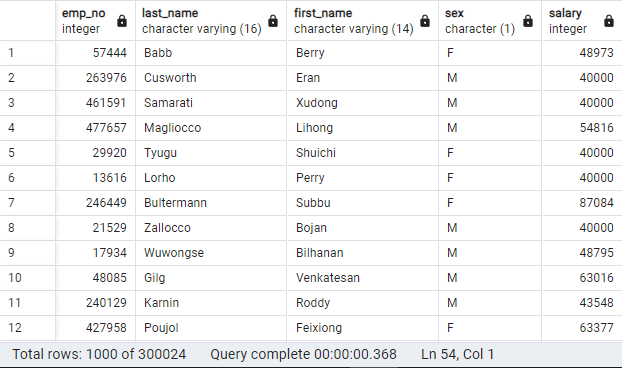 emp_no last_name first_name sex salary
integer character varying (16) character varying (14) character (1) integer
1 57444 Babb Berry F 48973
2 263976 Cusworth Eran M 40000
3 461591 Samarati Xudong M 40000
4 477657 Magliocco Lihong M 54816
5 29920 Tyugu Shuichi F 40000
6 13616 Lorho Perry F 40000
7 246449 Bultermann Subbu F 87084
8 21529 Zallocco Bojan M 40000
9 17934 Wuwongse Bilhanan M 48795
10 48085 Gilg Venkatesan M 63016
11 240129 Karnin Roddy M 43548
12 427958 Poujol Feixiong F 63377
Total rows: 1000 of 300024 Query complete 00:00:00.368 Ln 54, Col 1